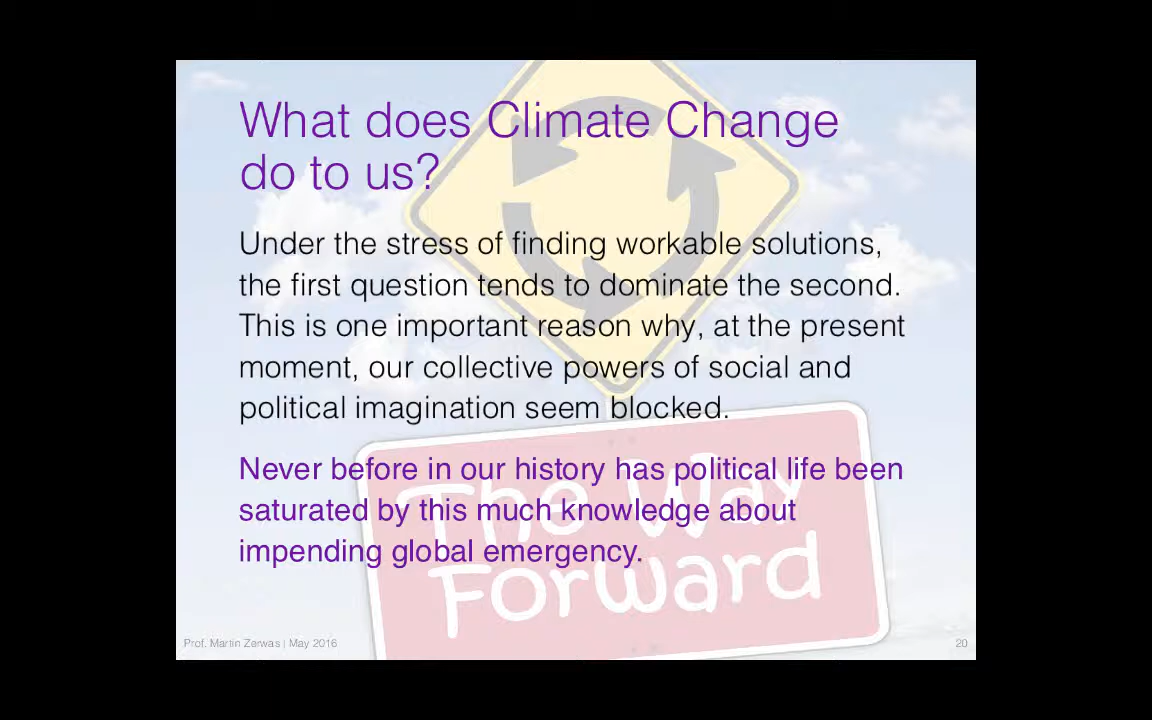 What does Climate Change
do to us?
Under the stress of finding workable solutions,
the first question tends to dominate the second.
This is one important reason why, at the present
moment, our collective powers of social and
political imagination seem blocked.
Never before in our history has political life been
saturated by this much knowledge about
impending global emergency.
The Way
Forward
Prof. Martin Zerwas | May 2016
20